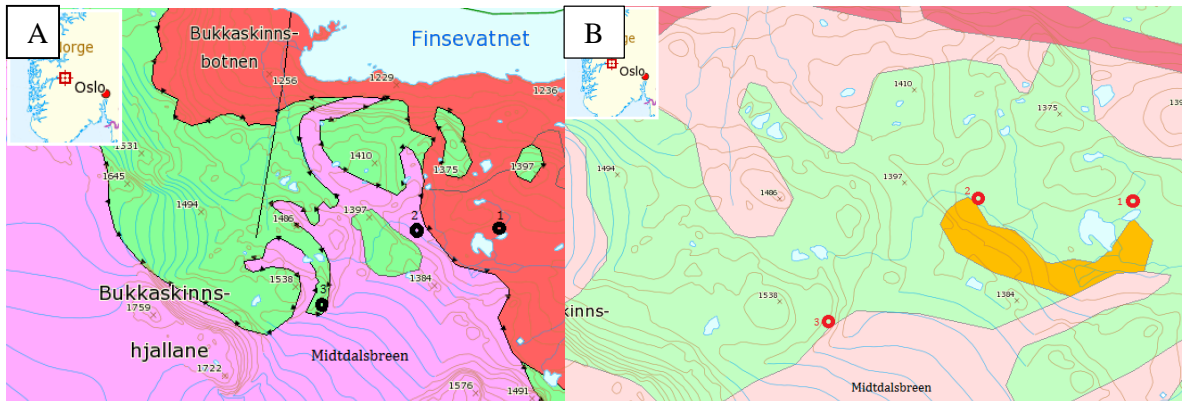 A
orge
Oslo
Bukkaskinns-
botnen
Finsevatnet
1256
1229
1236
1531
1645
1410
1375
1397
1494
1486
1397
2
1
1384
1538
3
Bukkaskinns-
1759
hjallane
Midtdalsbreen
1722
1576
1491
B
Oslo
1410
1375
1494
1486
1397
2
1
1538
1384
3
kinns-
Midtdalsbreen